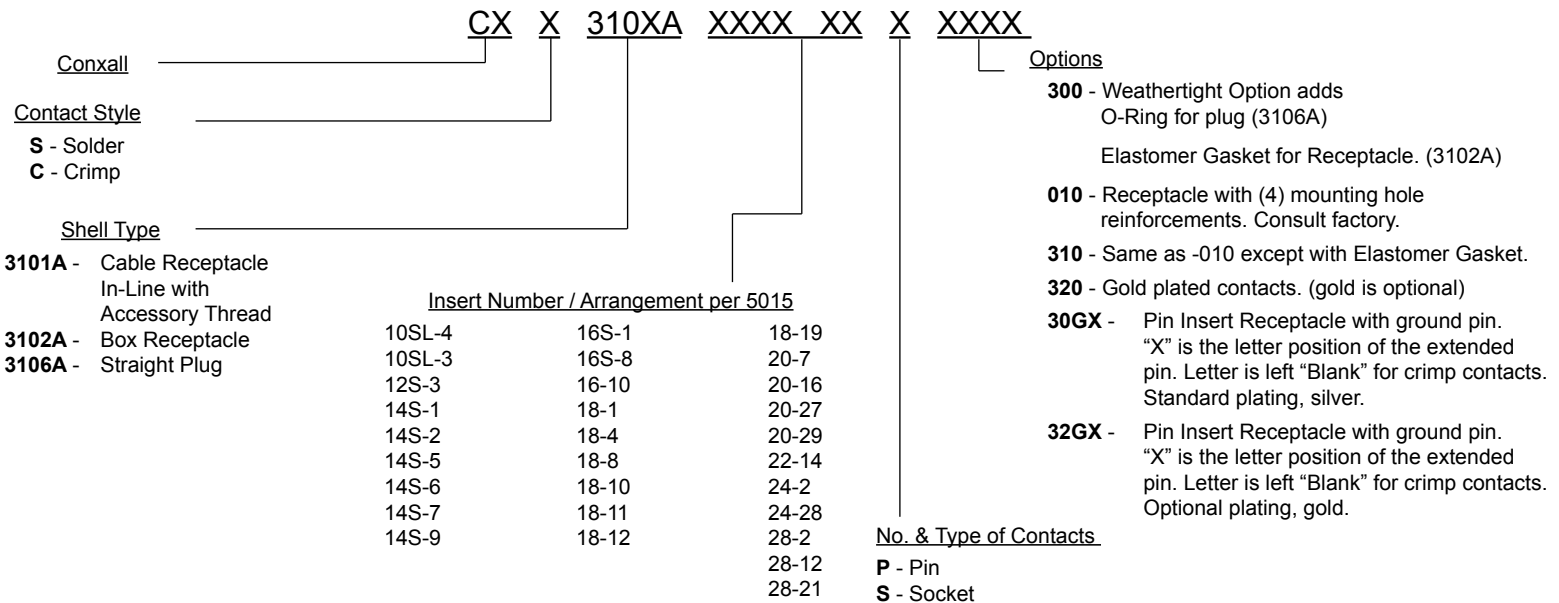 CX X 310XA XXXX XX X XXXX
Conxall
Contact Style
S - Solder
C - Crimp
Shell Type
3101A - Cable Receptacle
In-Line with
Accessory Thread
3102A - Box Receptacle
3106A - Straight Plug
Insert Number / Arrangement per 5015
10SL-4 16S-1 18-19
10SL-3 16S-8 20-7
12S-3 16-10 20-16
14S-1 18-1 20-27
14S-2 18-4 20-29
14S-5 18-8 22-14
14S-6 18-10 24-2
14S-7 18-11 24-28
14S-9 18-12 28-2
28-12
28-21
No. & Type of Contacts
P - Pin
S - Socket
Options
300 - Weathertight Option adds
O-Ring for plug (3106A)
Elastomer Gasket for Receptacle. (3102A)
010 - Receptacle with (4) mounting hole
reinforcements. Consult factory.
310 - Same as -010 except with Elastomer Gasket.
320 - Gold plated contacts. (gold is optional)
30GX - Pin Insert Receptacle with ground pin.
“X” is the letter position of the extended
pin. Letter is left “Blank” for crimp contacts.
Standard plating, silver.
32GX - Pin Insert Receptacle with ground pin.
“X” is the letter position of the extended
pin. Letter is left “Blank” for crimp contacts.
Optional plating, gold.